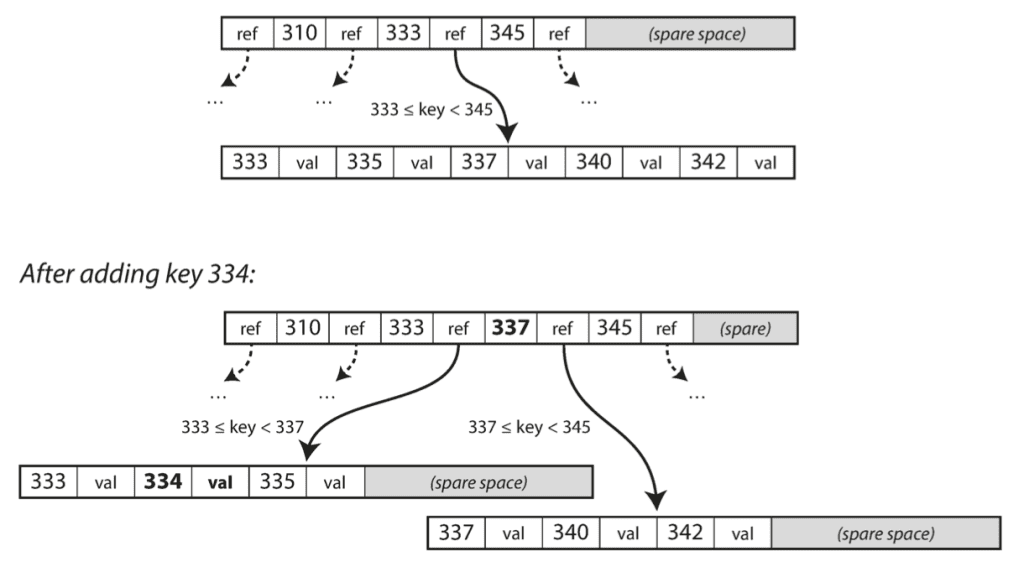 ref 310 ref 333 ref 345 ref (spare space)
... ... ...
333 ≤ key < 345
333 val 335 val 337 val 340 val 342 val
After adding key 334:
ref 310 ref 333 ref 337 ref 345 ref (spare)
... ... ...
333 ≤ key < 337 337 ≤ key < 345
333 val 334 val 335 val (spare space)
337 val 340 val 342 val (spare space)